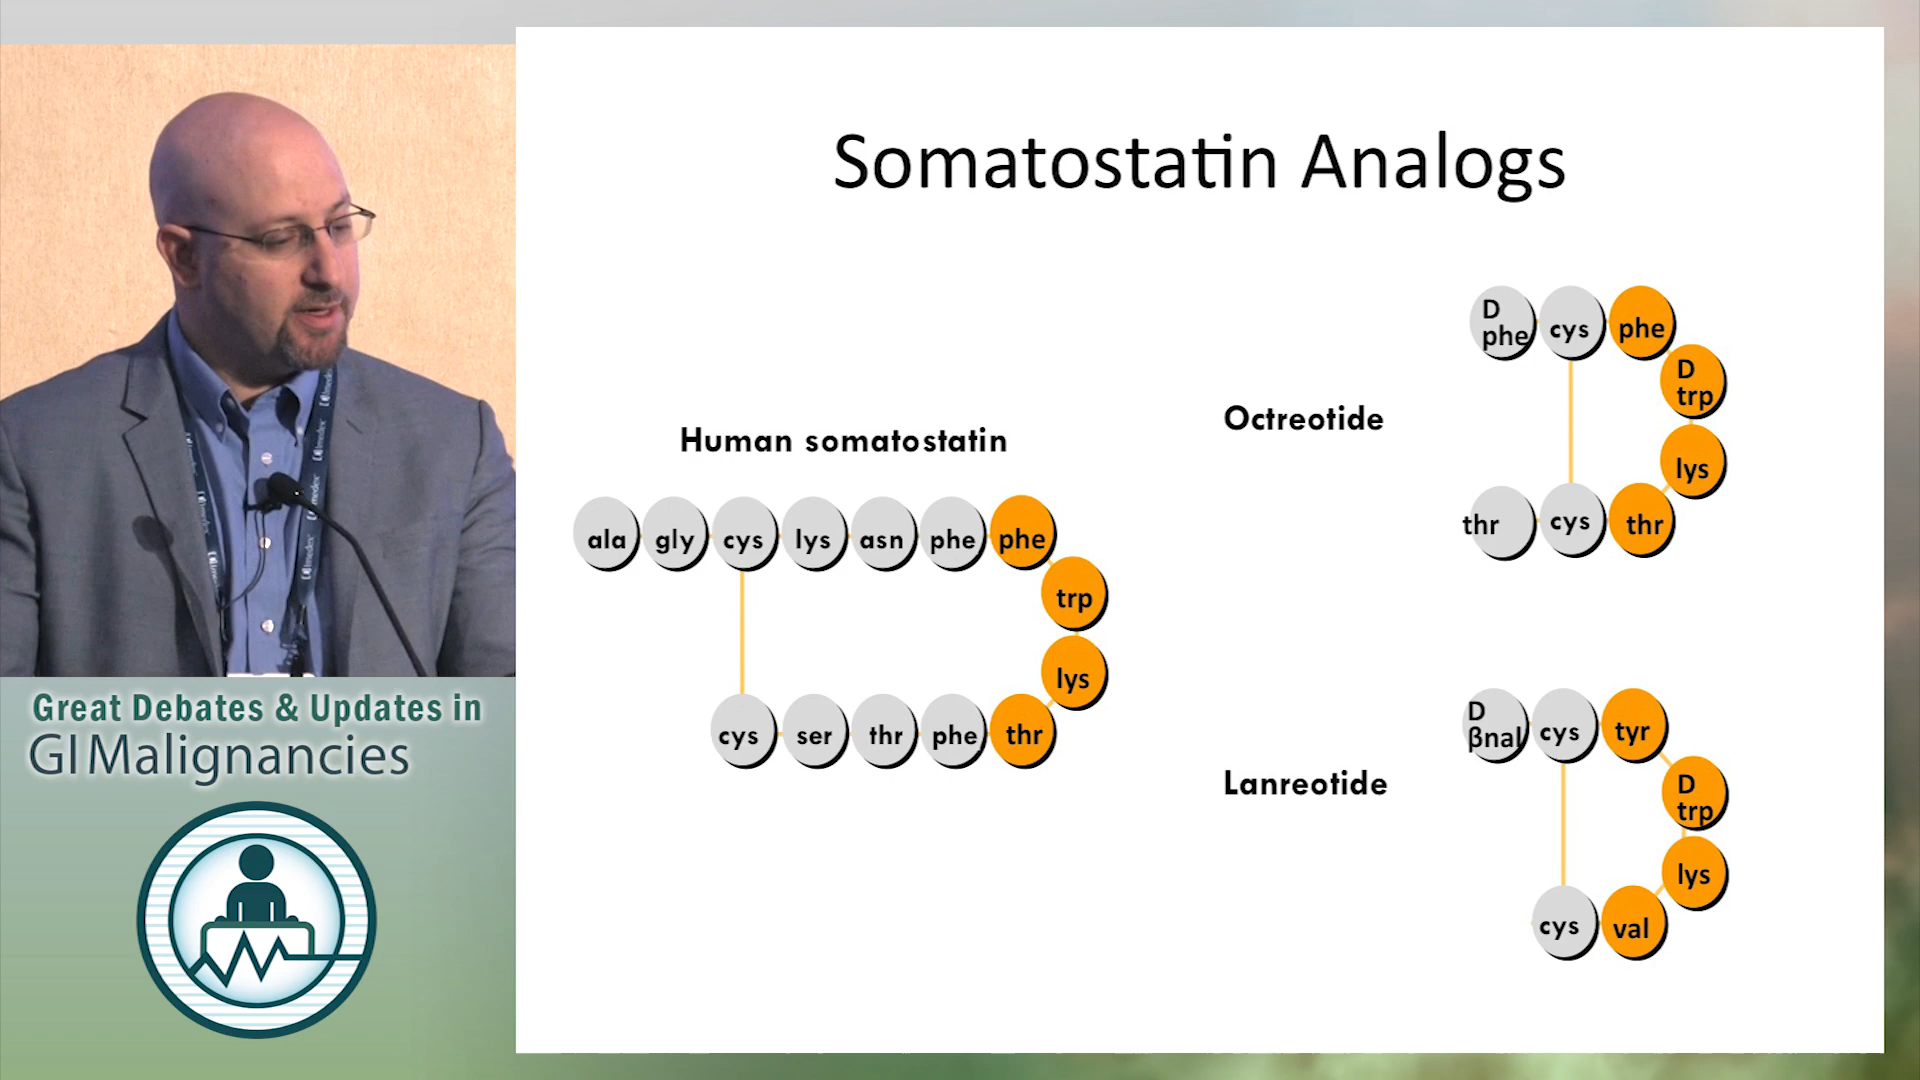 Somatostatin Analogs
Human somatostatin
ala gly cys lys asn phe phe
trp
lys
cys ser thr phe thr
Octreotide
D
phe cys phe
D
trp
lys
thr cys thr
Lanreotide
D
βnal cys tyr
D
trp
lys
cys val
Great Debates & Updates in
GI Malignancies
Imedex
Imedex